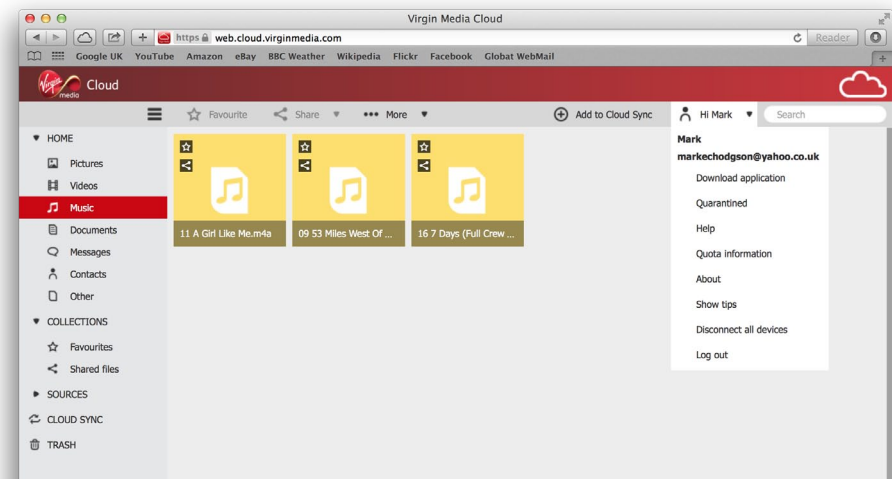 Virgin Media Cloud
https web.cloud.virginmedia.com
Reader
Google UK YouTube Amazon eBay BBC Weather Wikipedia Flickr Facebook Globat WebMail
Virgin media Cloud
Favourite Share More Add to Cloud Sync Hi Mark Search
HOME
Pictures
Videos
Music
Documents
Messages
Contacts
Other
COLLECTIONS
Favourites
Shared files
SOURCES
CLOUD SYNC
TRASH
11 A Girl Like Me.m4a
09 53 Miles West Of ...
16 7 Days (Full Crew ...
Mark
markechodgson@yahoo.co.uk
Download application
Quarantined
Help
Quota information
About
Show tips
Disconnect all devices
Log out